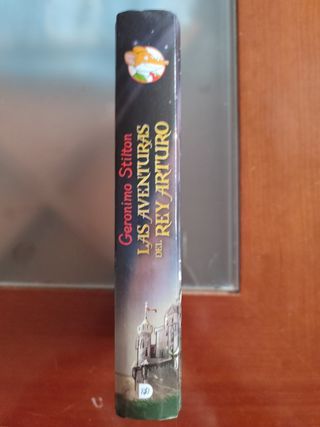 Geronimo Stilton
LAS AVENTURAS
DEL REY ARTURO